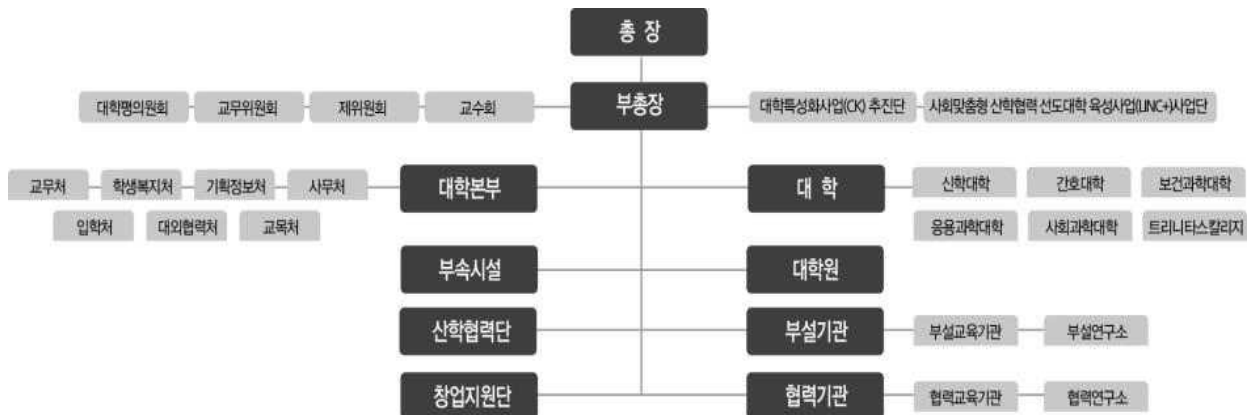 총 장
부총장
대학평의원회 교무위원회 제위원회 교수회
대학특성화사업(CK) 추진단 사회맞춤형 산학협력 선도대학 육성사업(LINC+)사업단
대학본부
교무처 학생복지처 기획정보처 사무처
입학처 대외협력처 교목처
대 학
신학대학 간호대학 보건과학대학
응용과학대학 사회과학대학 트리니타스칼리지
부속시설
대학원
산학협력단
부설기관
부설교육기관 부설연구소
창업지원단
협력기관
협력교육기관 협력연구소